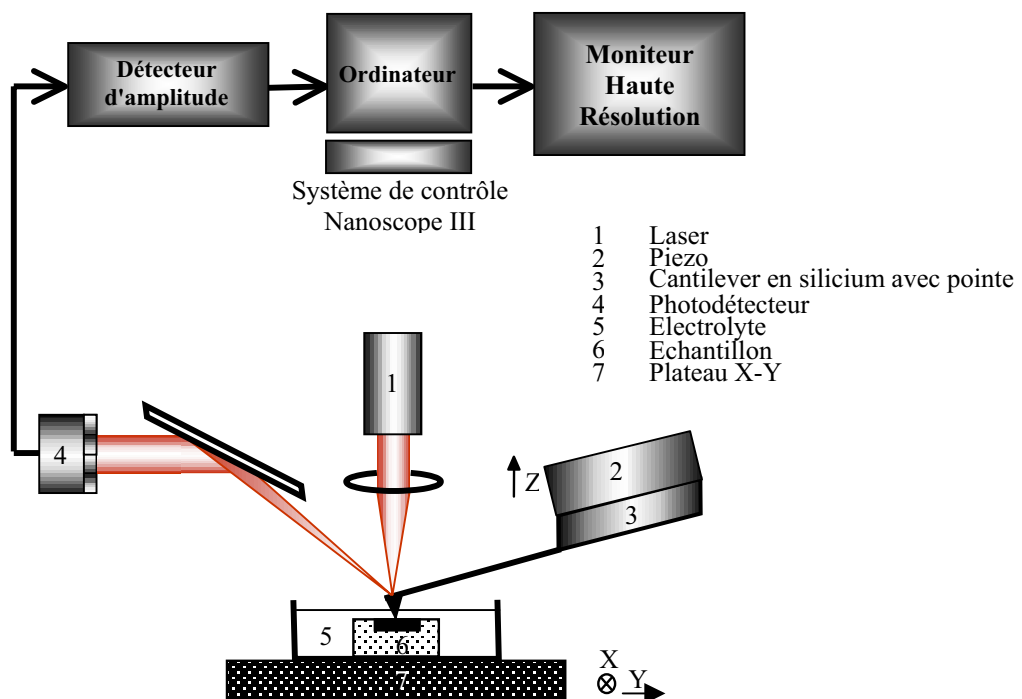 Détecteur
d'amplitude
Ordinateur
Moniteur
Haute
Résolution
Système de contrôle
Nanoscope III
1 Laser
2 Piezo
3 Cantilever en silicium avec pointe
4 Photodétecteur
5 Electrolyte
6 Echantillon
7 Plateau X-Y
1
4
Z
2
3
5
6
7
X
Y